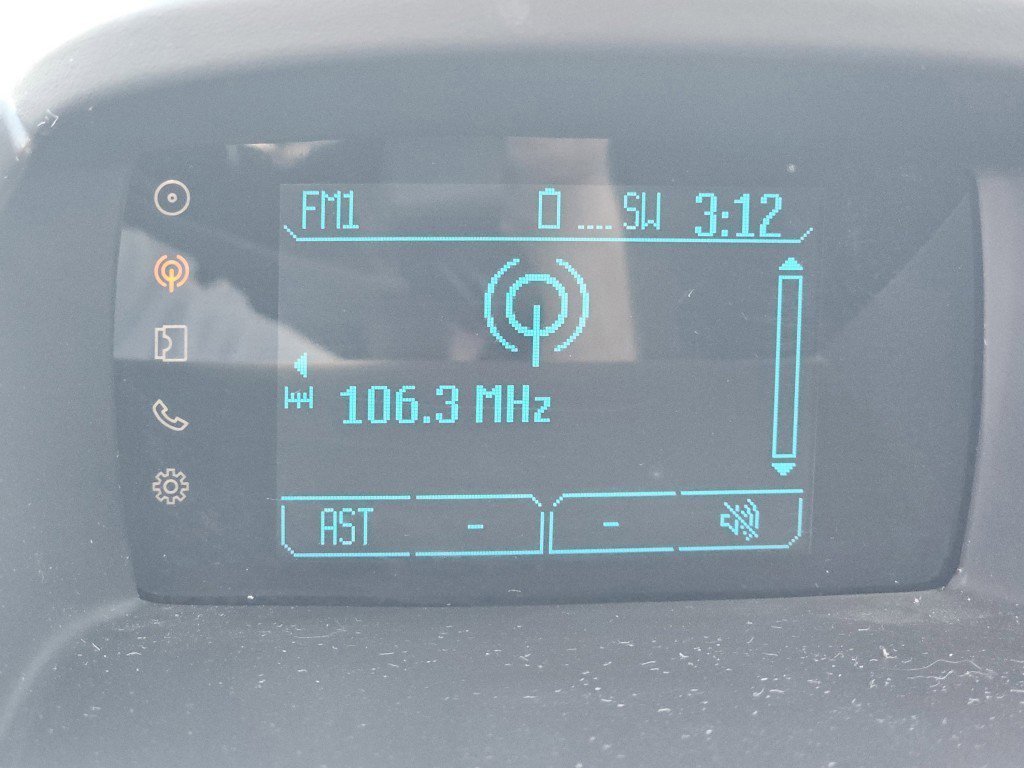 FM1 .... SW 3:12
106.3 MHz
AST - -